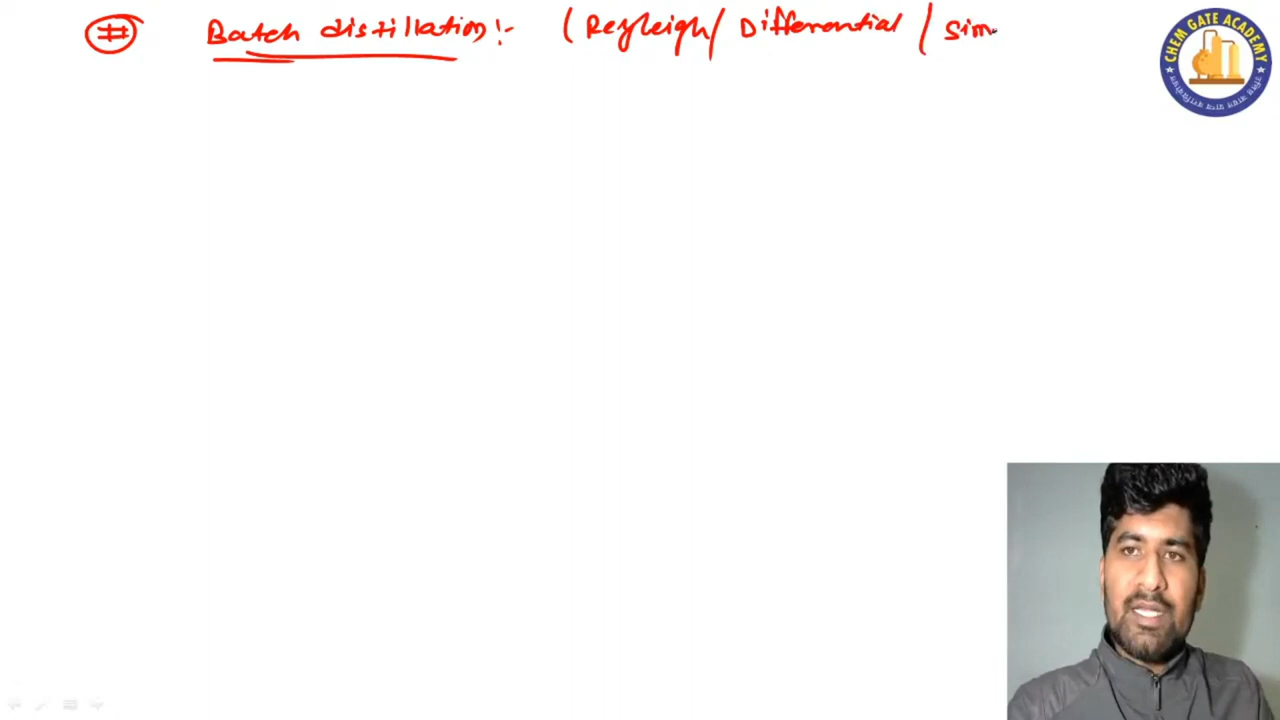 # Batch distillation :- ( Reyleigh / Differential / Sim
CHEM GATE ACADEMY